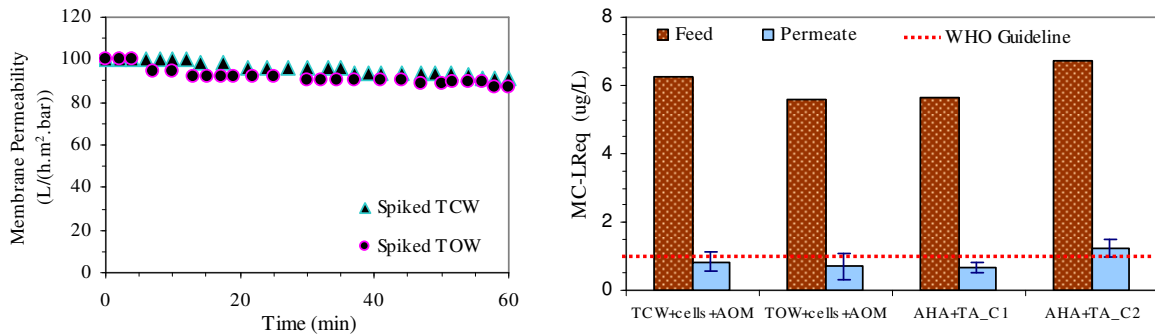 Membrane Permeability
(L/(h.m².bar))
120
100
80
60
40
20
0
Spiked TCW
Spiked TOW
0 20 40 60
Time (min)
MC-LReq (ug/L)
Feed Permeate WHO Guideline
8
6
4
2
0
TCW+cells+AOM TOW+cells+AOM AHA+TA_C1 AHA+TA_C2